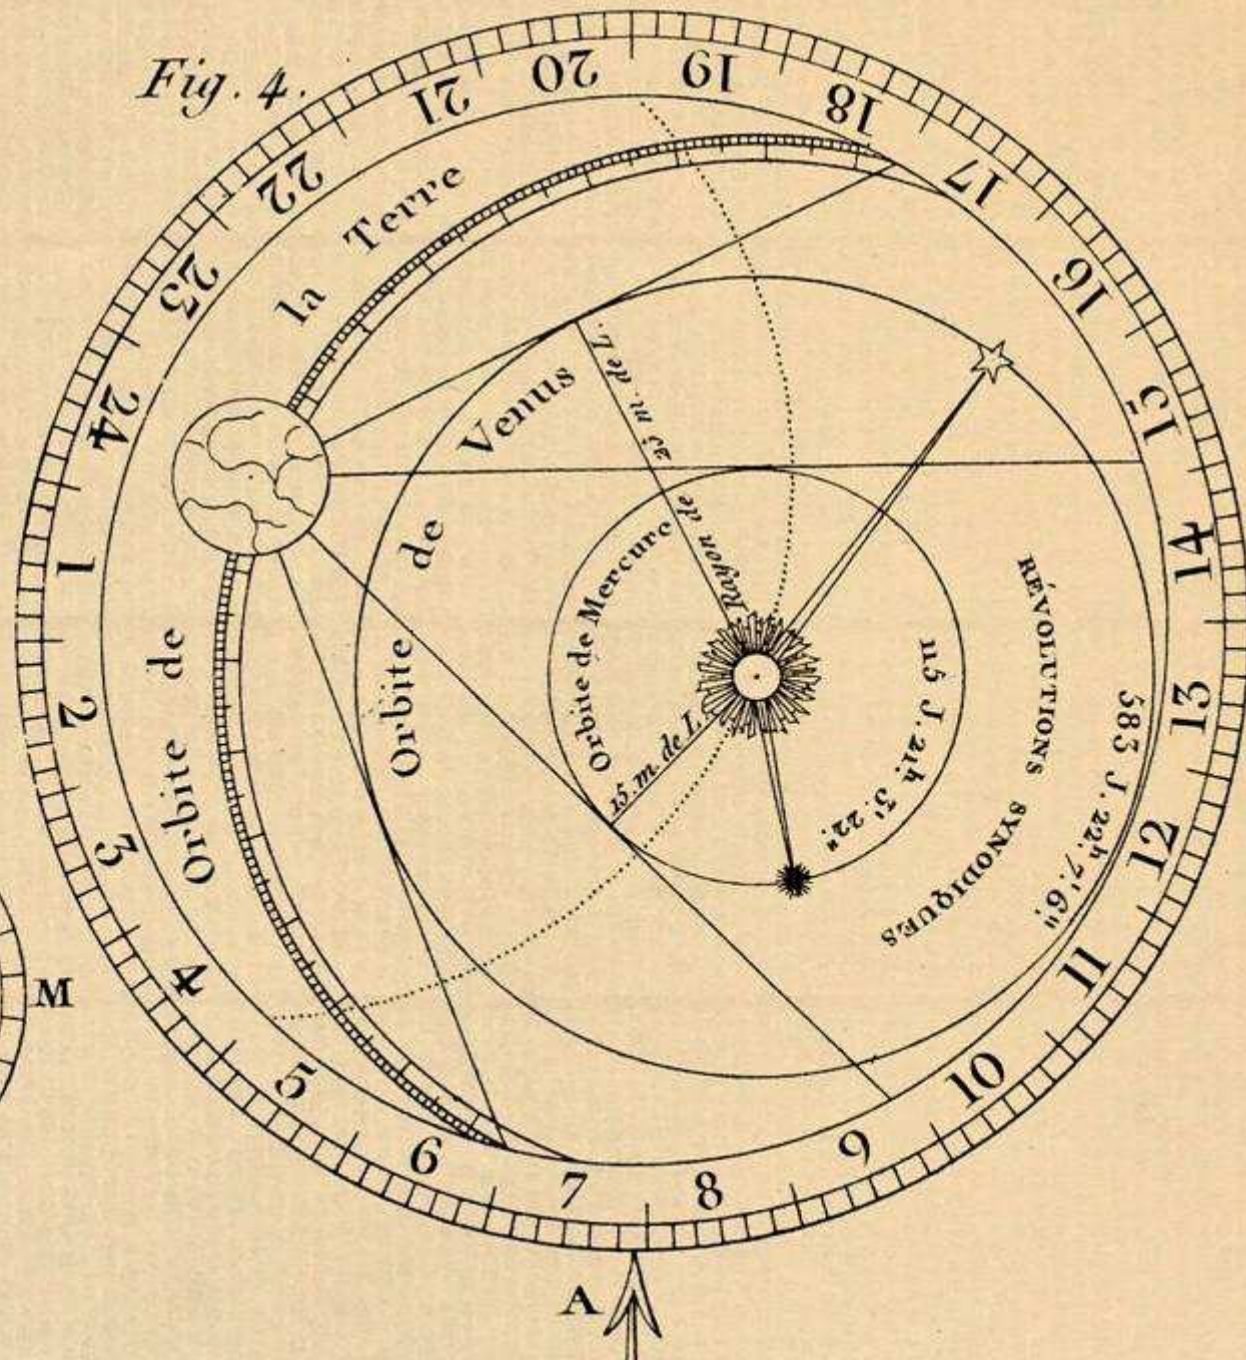 Fig. 4.
1
2
3
4
5
6
7
8
9
10
11
12
13
14
15
16
17
18
19
20
21
22
23
24
Orbite de la Terre
Orbite de Venus
Orbite de Mercure
Rayon de 25 m. de L.
15. m. de L.
115 J. 21h. 3' 22"
RÉVOLUTIONS SYNODIQUES
583 J. 22h. 7' 6"
M
A